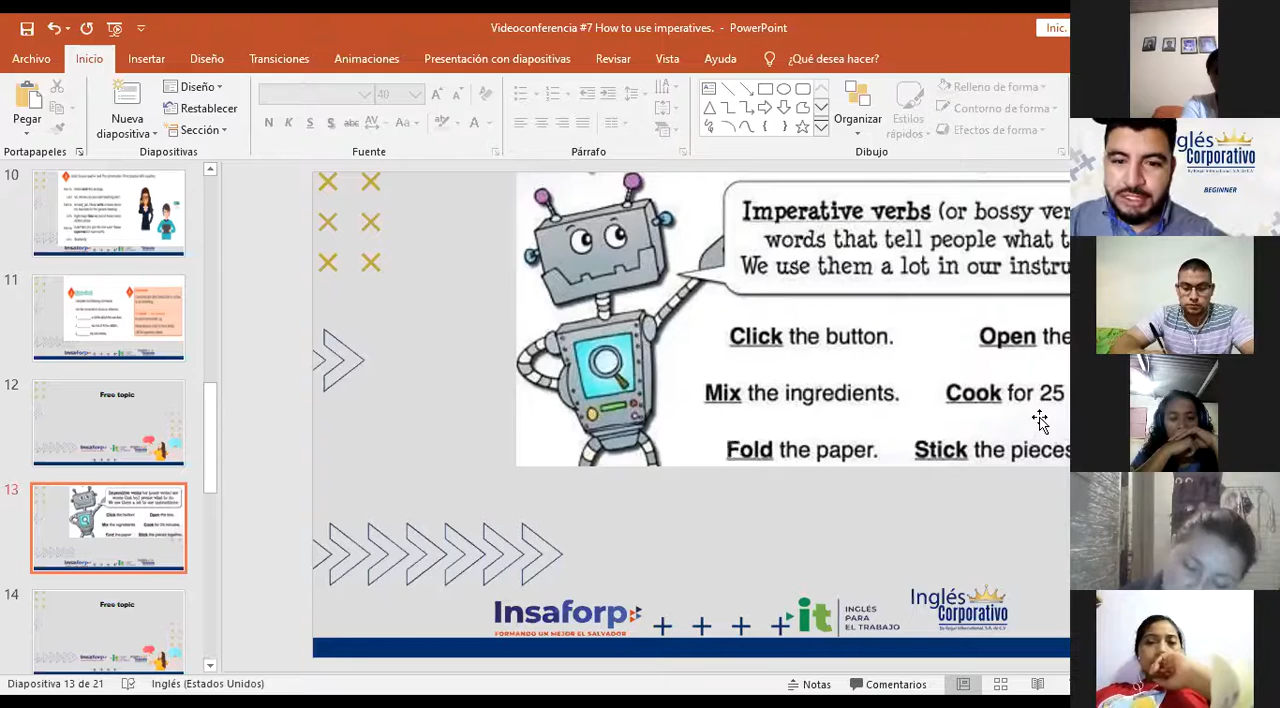 Videoconferencia #7 How to use imperatives. - PowerPoint
Inic.
Archivo Inicio Insertar Diseño Transiciones Animaciones Presentación con diapositivas Revisar Vista Ayuda ¿Qué desea hacer?
Pegar
Portapapeles
Nueva diapositiva
Diseño
Restablecer
Sección
Diapositivas
40
N K S S abc AV Aa A
Fuente
Párrafo
Organizar
Estilos rápidos
Relleno de forma
Contorno de forma
Efectos de forma
Dibujo
10
11
12
Free topic
13
14
Free topic
Imperative verbs (or bossy ver
words that tell people what t
We use them a lot in our instru
Click the button. Open the
Mix the ingredients. Cook for 25
Fold the paper. Stick the pieces
Insaforp
FORMANDO UN MEJOR EL SALVADOR
it INGLÉS PARA EL TRABAJO
Inglés Corporativo
Inglés
Corporativo
BEGINNER
Diapositiva 13 de 21 Inglés (Estados Unidos) Notas Comentarios